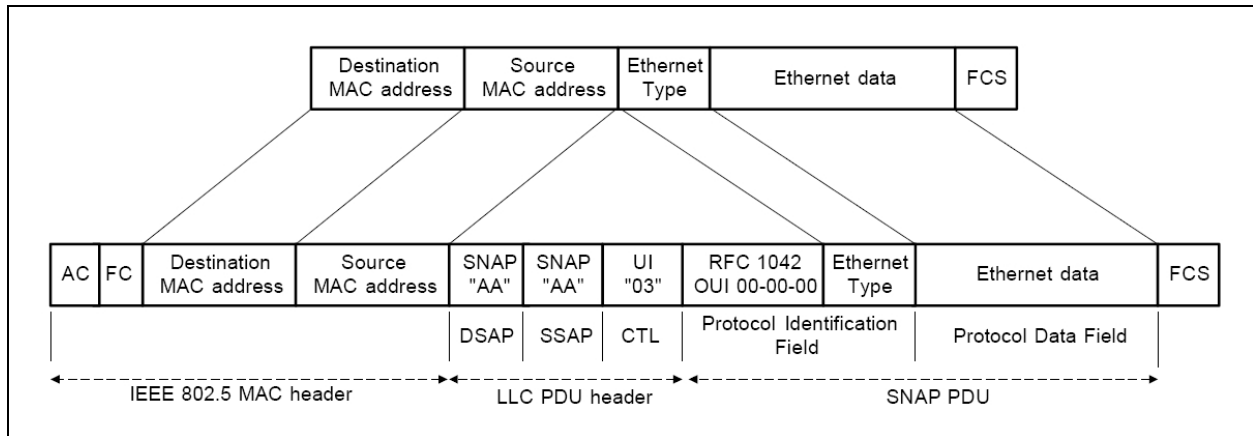 Destination
MAC address
Source
MAC address
Ethernet
Type
Ethernet data
FCS
AC
FC
Destination
MAC address
Source
MAC address
SNAP
"AA"
SNAP
"AA"
UI
"03"
RFC 1042
OUI 00-00-00
Ethernet
Type
Ethernet data
FCS
DSAP
SSAP
CTL
Protocol Identification
Field
Protocol Data Field
IEEE 802.5 MAC header
LLC PDU header
SNAP PDU